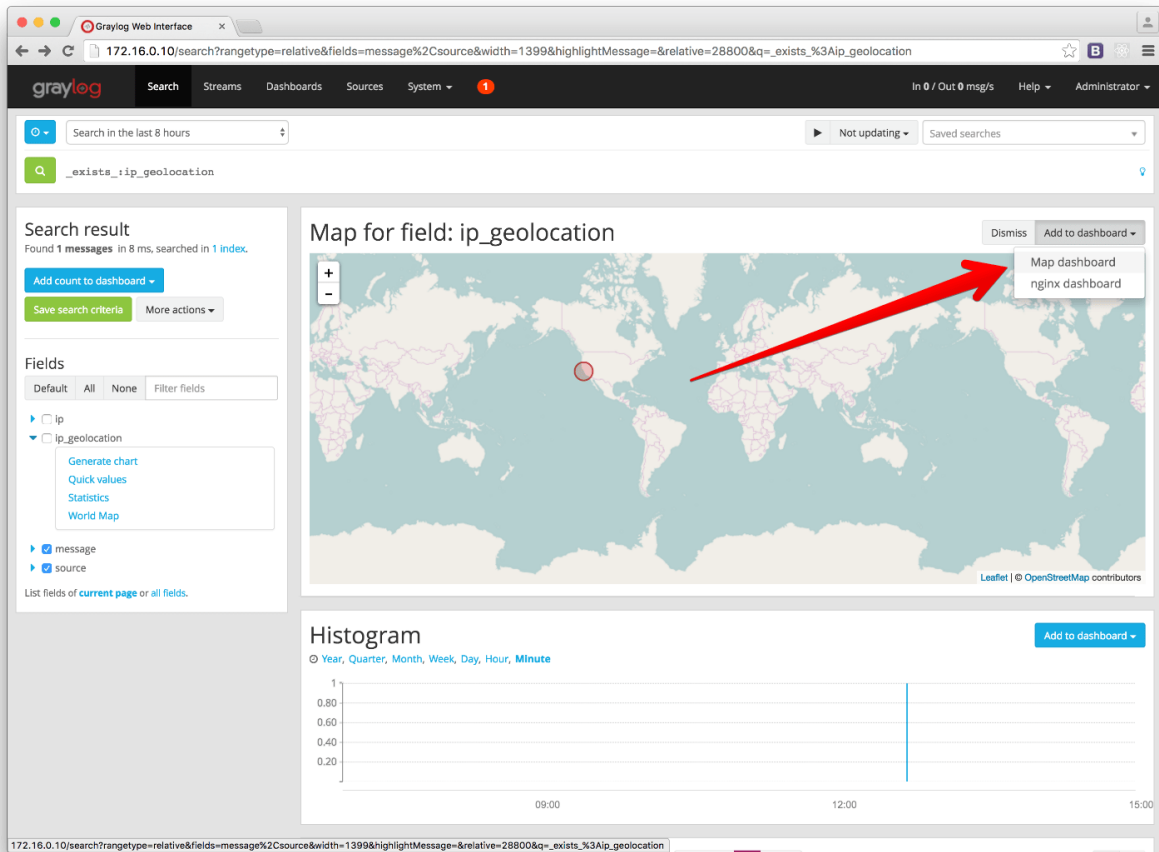 Graylog Web Interface
172.16.0.10/search?rangetype=relative&fields=message%2Csource&width=1399&highlightMessage=&relative=28800&q=_exists_%3Aip_geolocation
graylog Search Streams Dashboards Sources System 1 In 0 / Out 0 msg/s Help Administrator
Search in the last 8 hours Not updating Saved searches
_exists_:ip_geolocation
Search result
Found 1 messages in 8 ms, searched in 1 index.
Add count to dashboard
Save search criteria More actions
Fields
Default All None Filter fields
ip
ip_geolocation
Generate chart
Quick values
Statistics
World Map
message
source
List fields of current page or all fields.
Map for field: ip_geolocation
Dismiss Add to dashboard
Map dashboard
nginx dashboard
+
-
Leaflet | © OpenStreetMap contributors
Histogram
Add to dashboard
Year, Quarter, Month, Week, Day, Hour, Minute
1
0.80
0.60
0.40
0.20
09:00 12:00 15:00
172.16.0.10/search?rangetype=relative&fields=message%2Csource&width=1399&highlightMessage=&relative=28800&q=_exists_%3Aip_geolocation